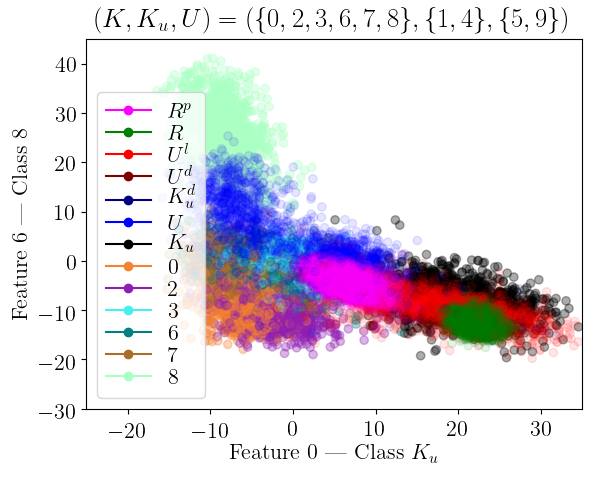 (K, K_u, U) = ({0, 2, 3, 6, 7, 8}, {1, 4}, {5, 9})
Feature 6 — Class 8
40
30
20
10
0
−10
−20
−30
R^p
R
U^l
U^d
K_u^d
U
K_u
0
2
3
6
7
8
−20 −10 0 10 20 30
Feature 0 — Class K_u